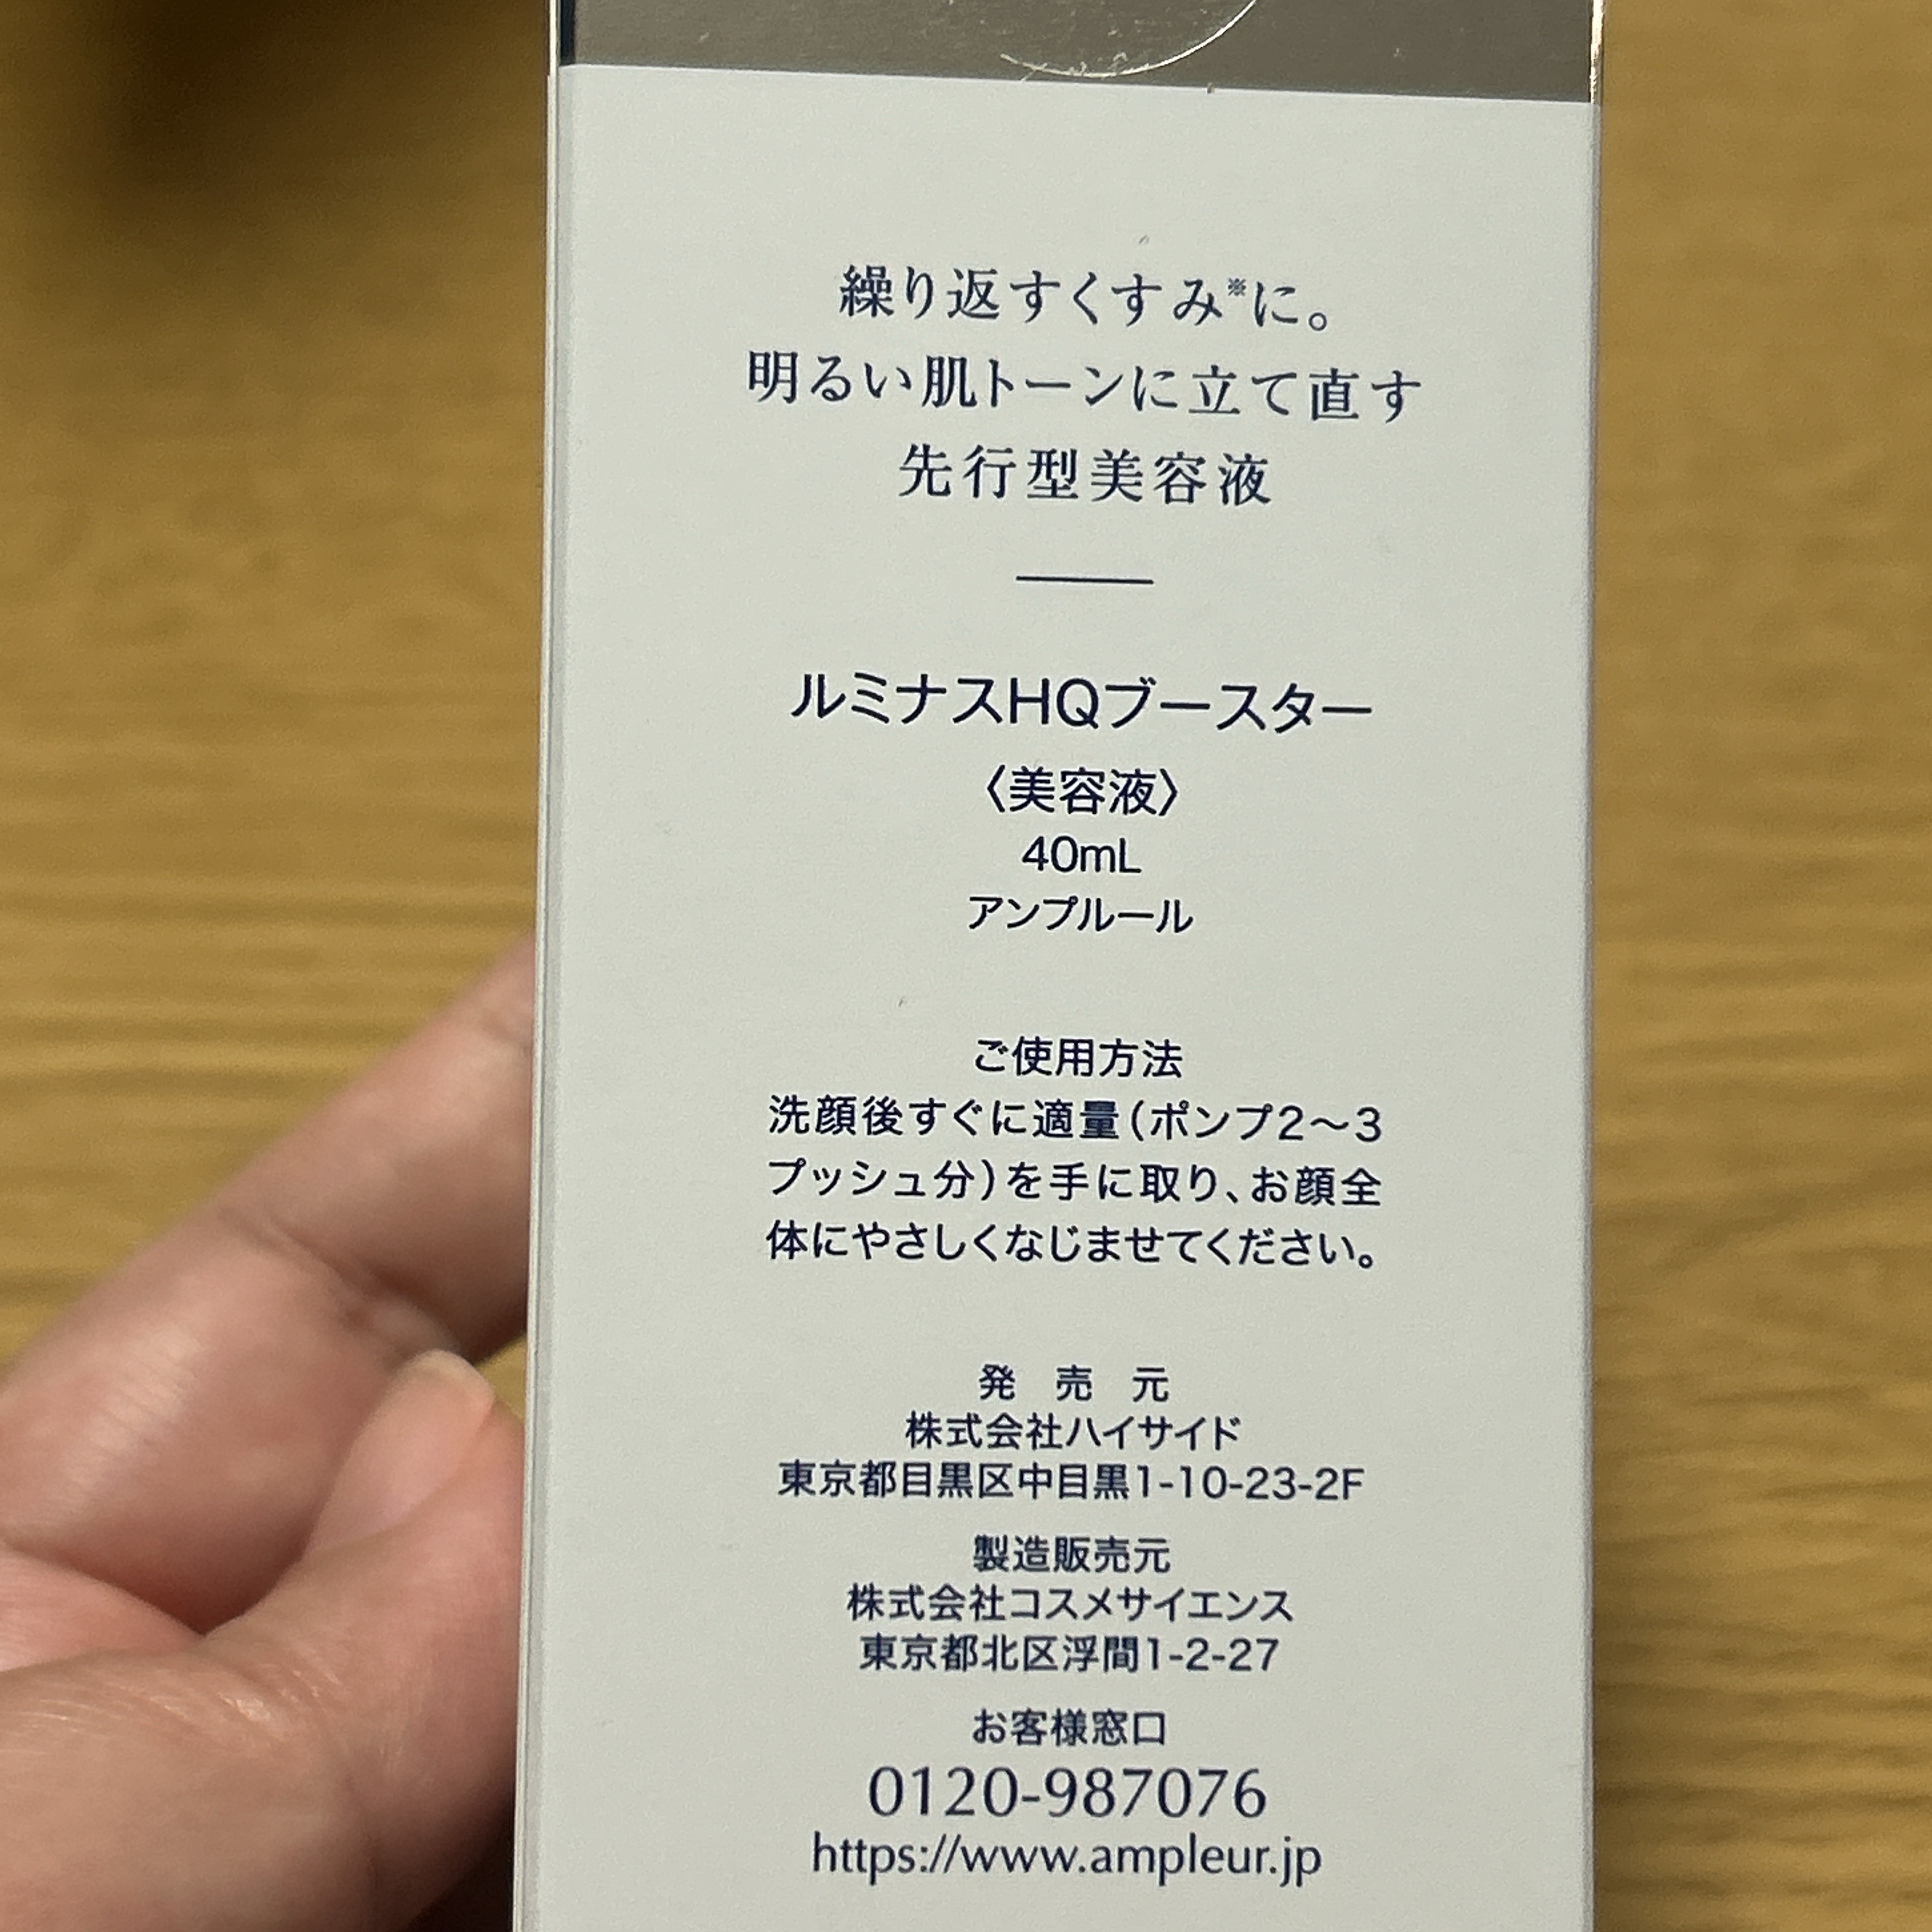 繰り返すくすみ※に。
明るい肌トーンに立て直す
先行型美容液
ルミナスHQブースター
〈美容液〉
40mL
アンプルール
ご使用方法
洗顔後すぐに適量(ポンプ2〜3
プッシュ分)を手に取り、お顔全
体にやさしくなじませてください。
発 売 元
株式会社ハイサイド
東京都目黒区中目黒1-10-23-2F
製造販売元
株式会社コスメサイエンス
東京都北区浮間1-2-27
お客様窓口
0120-987076
https://www.ampleur.jp